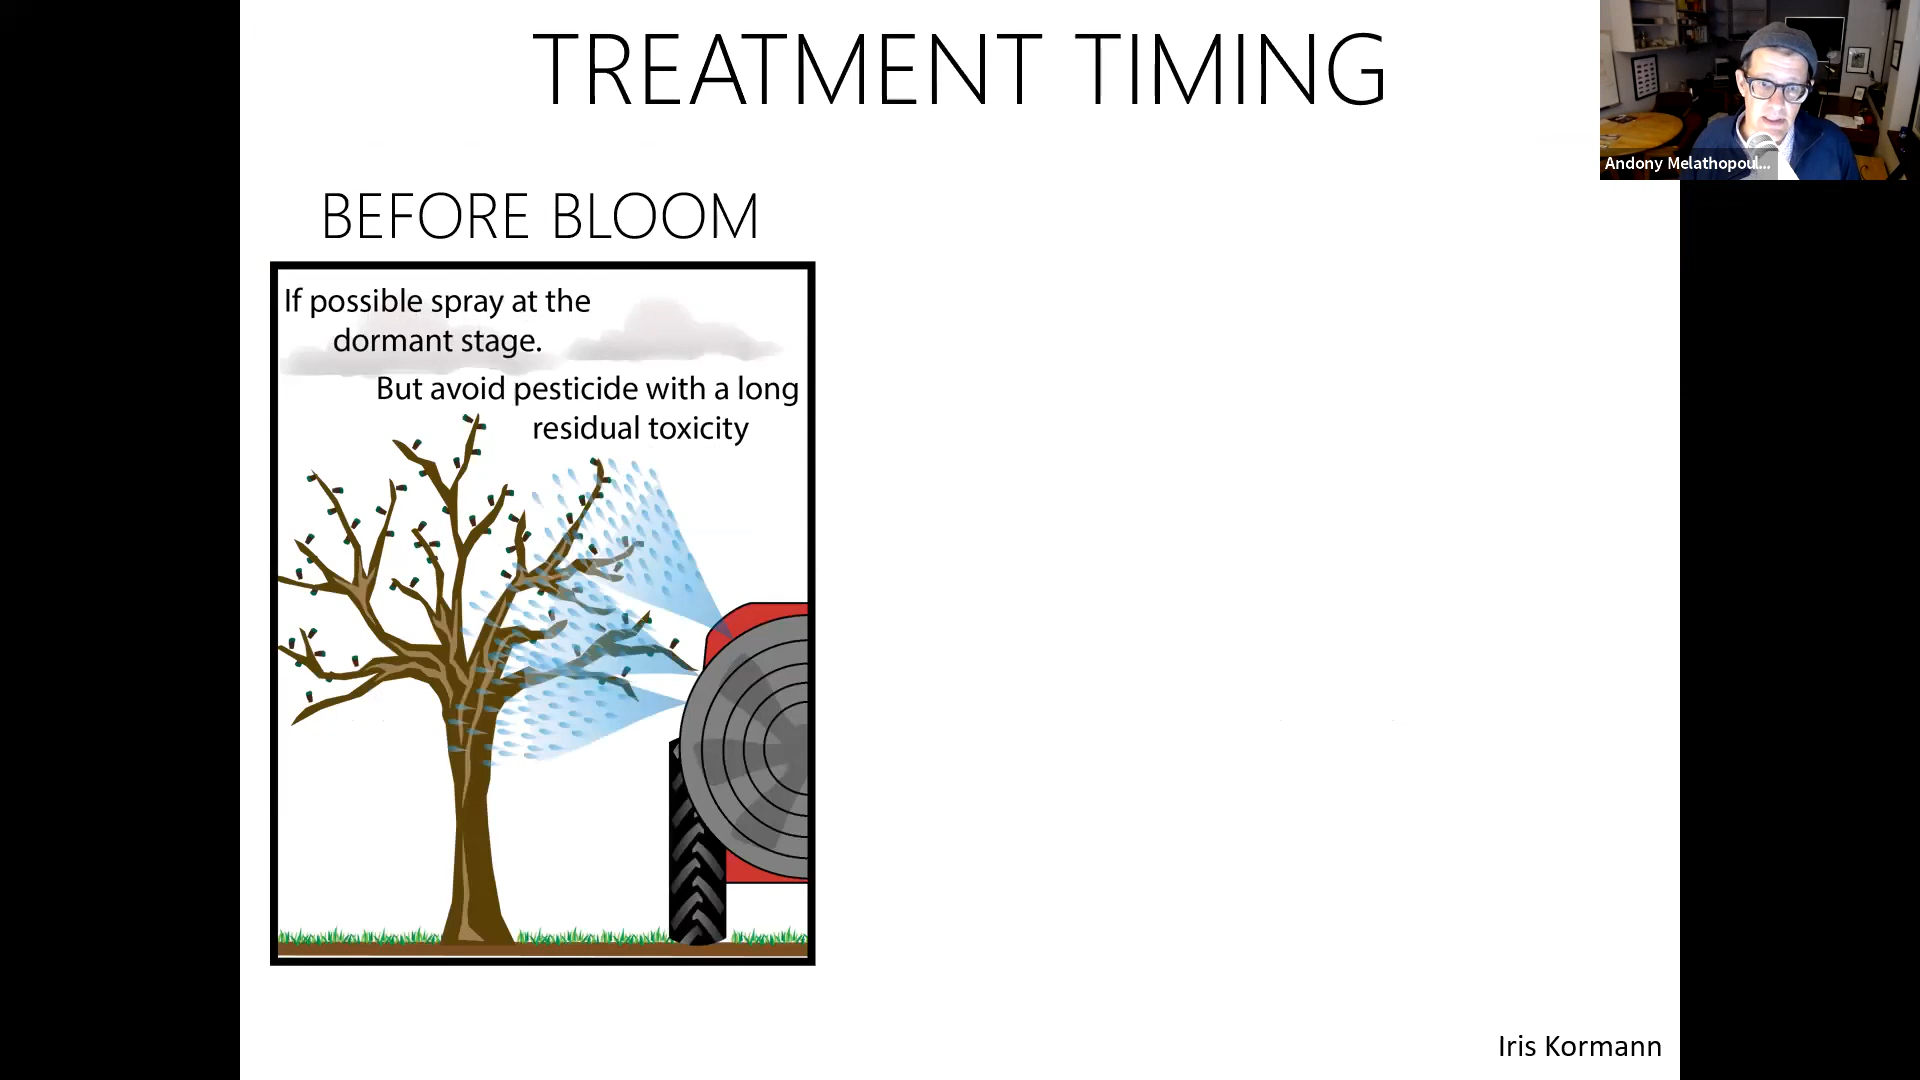 TREATMENT TIMING
Andony Melathopoul...
BEFORE BLOOM
If possible spray at the
dormant stage.
But avoid pesticide with a long
residual toxicity
Iris Kormann